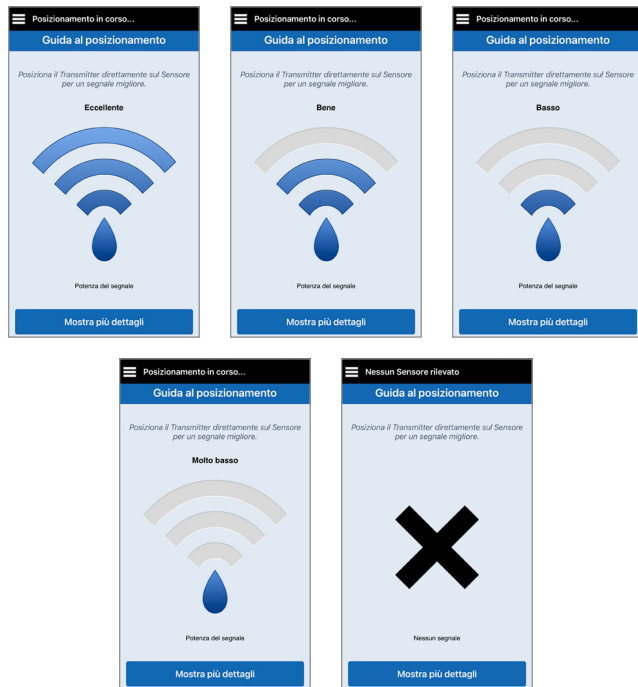 Posizionamento in corso...
Guida al posizionamento
Posiziona il Transmitter direttamente sul Sensore
per un segnale migliore.
Eccellente
Potenza del segnale
Mostra più dettagli
Posizionamento in corso...
Guida al posizionamento
Posiziona il Transmitter direttamente sul Sensore
per un segnale migliore.
Bene
Potenza del segnale
Mostra più dettagli
Posizionamento in corso...
Guida al posizionamento
Posiziona il Transmitter direttamente sul Sensore
per un segnale migliore.
Basso
Potenza del segnale
Mostra più dettagli
Posizionamento in corso...
Guida al posizionamento
Posiziona il Transmitter direttamente sul Sensore
per un segnale migliore.
Molto basso
Potenza del segnale
Mostra più dettagli
Nessun Sensore rilevato
Guida al posizionamento
Posiziona il Transmitter direttamente sul Sensore
per un segnale migliore.
Nessun segnale
Mostra più dettagli